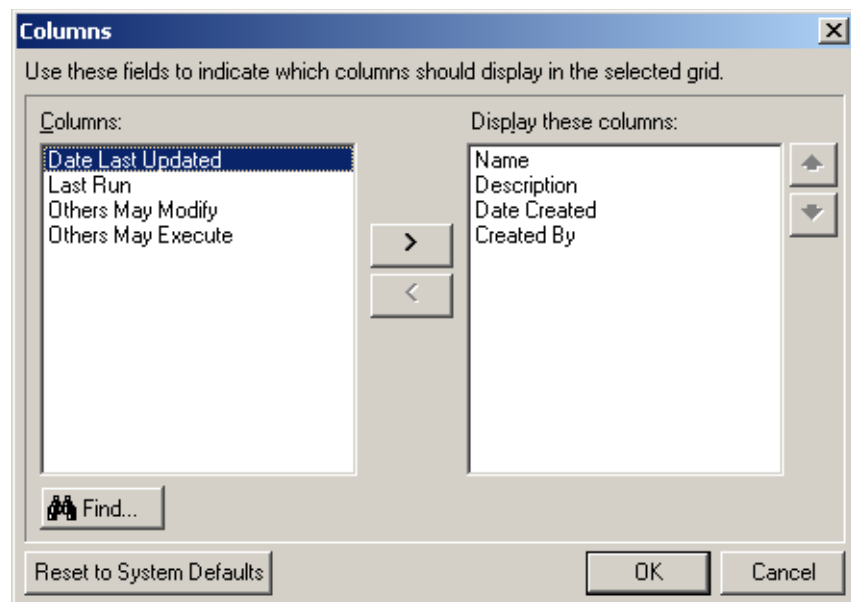 Columns
Use these fields to indicate which columns should display in the selected grid.
Columns:
Date Last Updated
Last Run
Others May Modify
Others May Execute
>
<
Display these columns:
Name
Description
Date Created
Created By
Find...
Reset to System Defaults
OK
Cancel